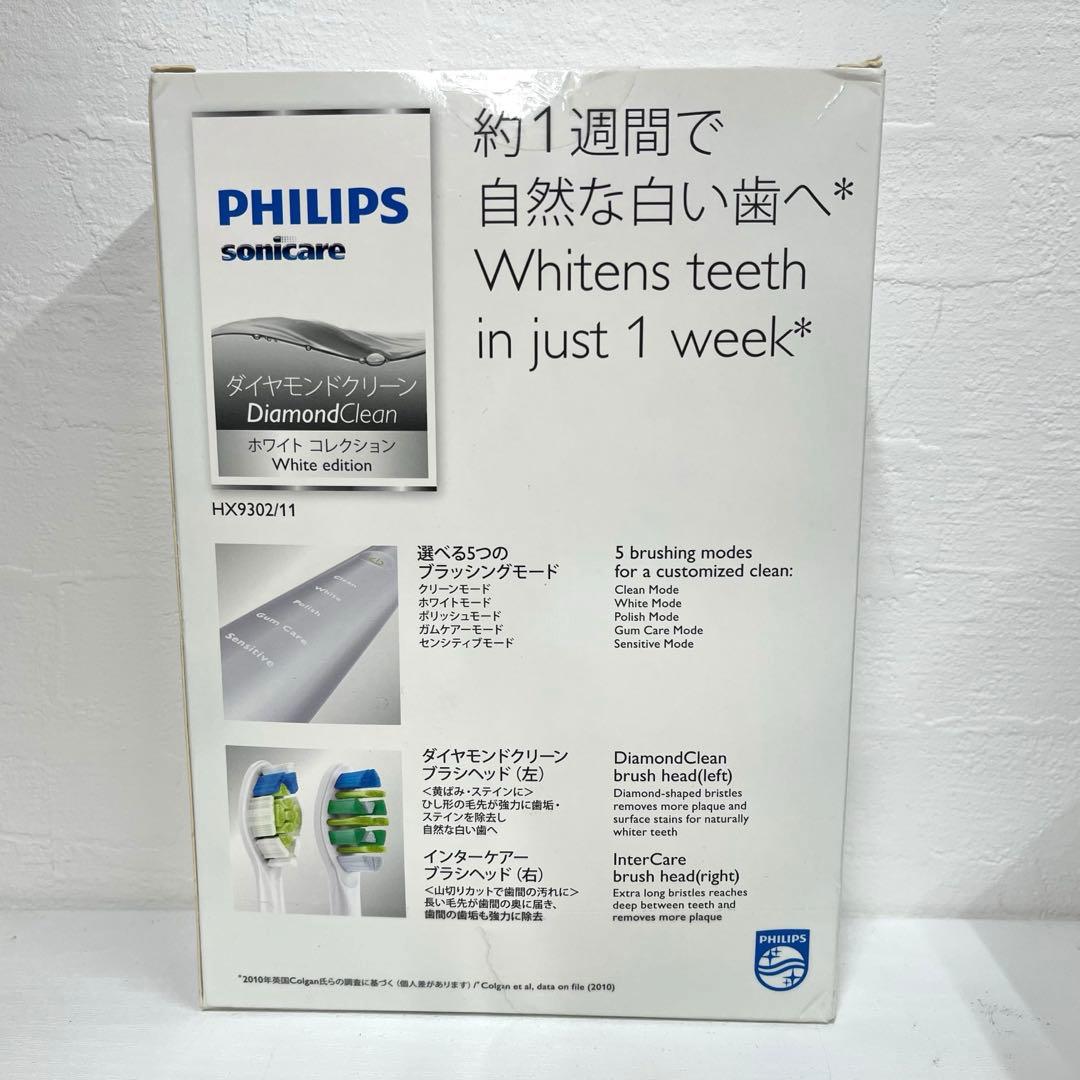 PHILIPS
sonicare
ダイヤモンドクリーン
DiamondClean
ホワイト コレクション
White edition
HX9302/11
約1週間で
自然な白い歯へ*
Whitens teeth
in just 1 week*
Clean
White
Polish
Gum Care
Sensitive
選べる5つの
ブラッシングモード
クリーンモード
ホワイトモード
ポリッシュモード
ガムケアーモード
センシティブモード
5 brushing modes
for a customized clean:
Clean Mode
White Mode
Polish Mode
Gum Care Mode
Sensitive Mode
ダイヤモンドクリーン
ブラシヘッド（左）
＜黄ばみ・ステインに＞
ひし形の毛先が強力に歯垢・
ステインを除去し
自然な白い歯へ
DiamondClean
brush head(left)
Diamond-shaped bristles
removes more plaque and
surface stains for naturally
whiter teeth
インターケアー
ブラシヘッド（右）
＜山切りカットで歯間の汚れに＞
長い毛先が歯間の奥に届き、
歯間の歯垢も強力に除去
InterCare
brush head(right)
Extra long bristles reaches
deep between teeth and
removes more plaque
PHILIPS
*2010年英国Colgan氏らの調査に基づく（個人差があります）/* Colgan et al, data on file (2010)